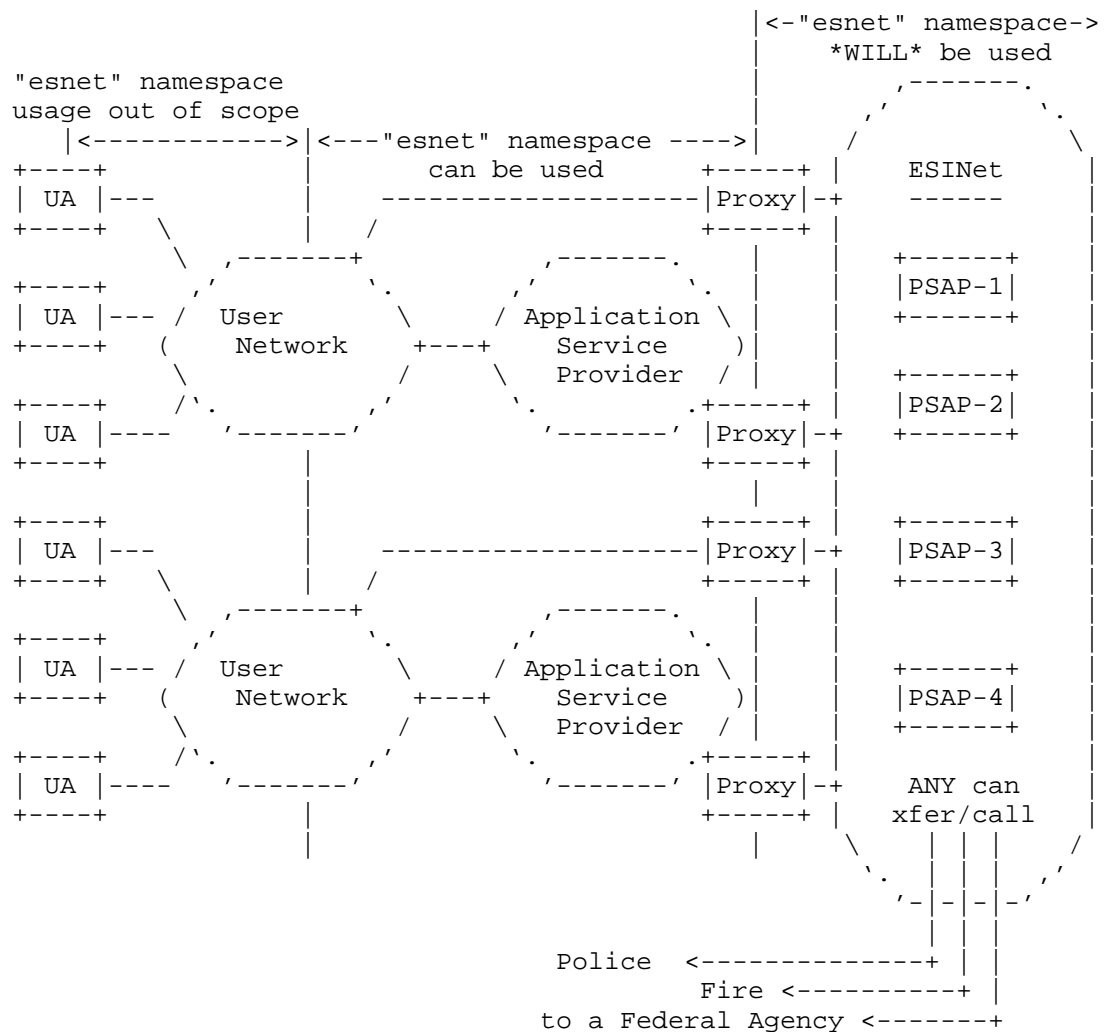 <-"esnet" namespace->
*WILL* be used
"esnet" namespace
usage out of scope
<------------> <---"esnet" namespace ---->
can be used
ESINet
------
UA
Proxy
PSAP-1
UA
User
Network
Application
Service
Provider
PSAP-2
UA
Proxy
UA
Proxy
PSAP-3
UA
User
Network
Application
Service
Provider
PSAP-4
UA
Proxy
ANY can
xfer/call
Police <--------------+
Fire <----------+
to a Federal Agency <-------+